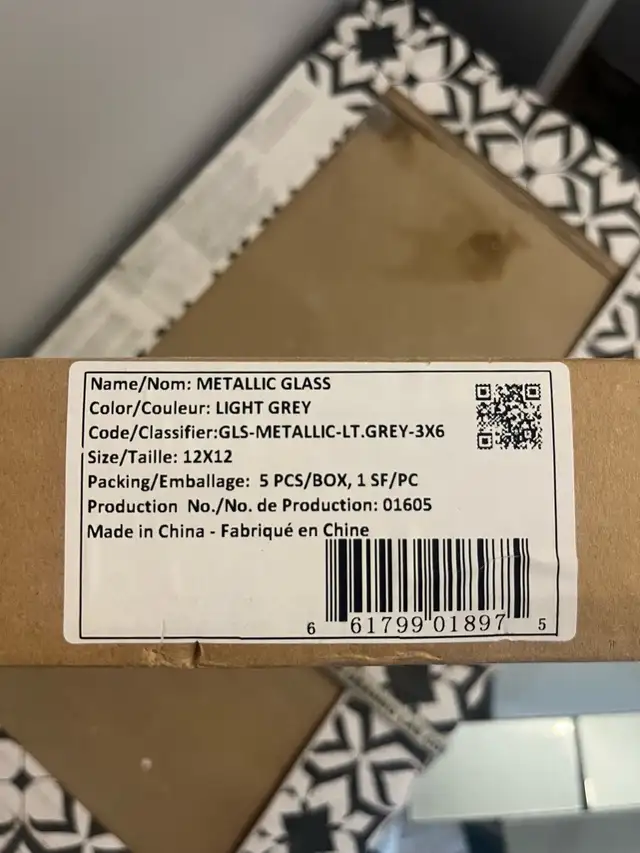 Name/Nom: METALLIC GLASS
Color/Couleur: LIGHT GREY
Code/Classifier:GLS-METALLIC-LT.GREY-3X6
Size/Taille: 12X12
Packing/Emballage: 5 PCS/BOX, 1 SF/PC
Production No./No. de Production: 01605
Made in China - Fabriqué en Chine
6 61799 01897 5